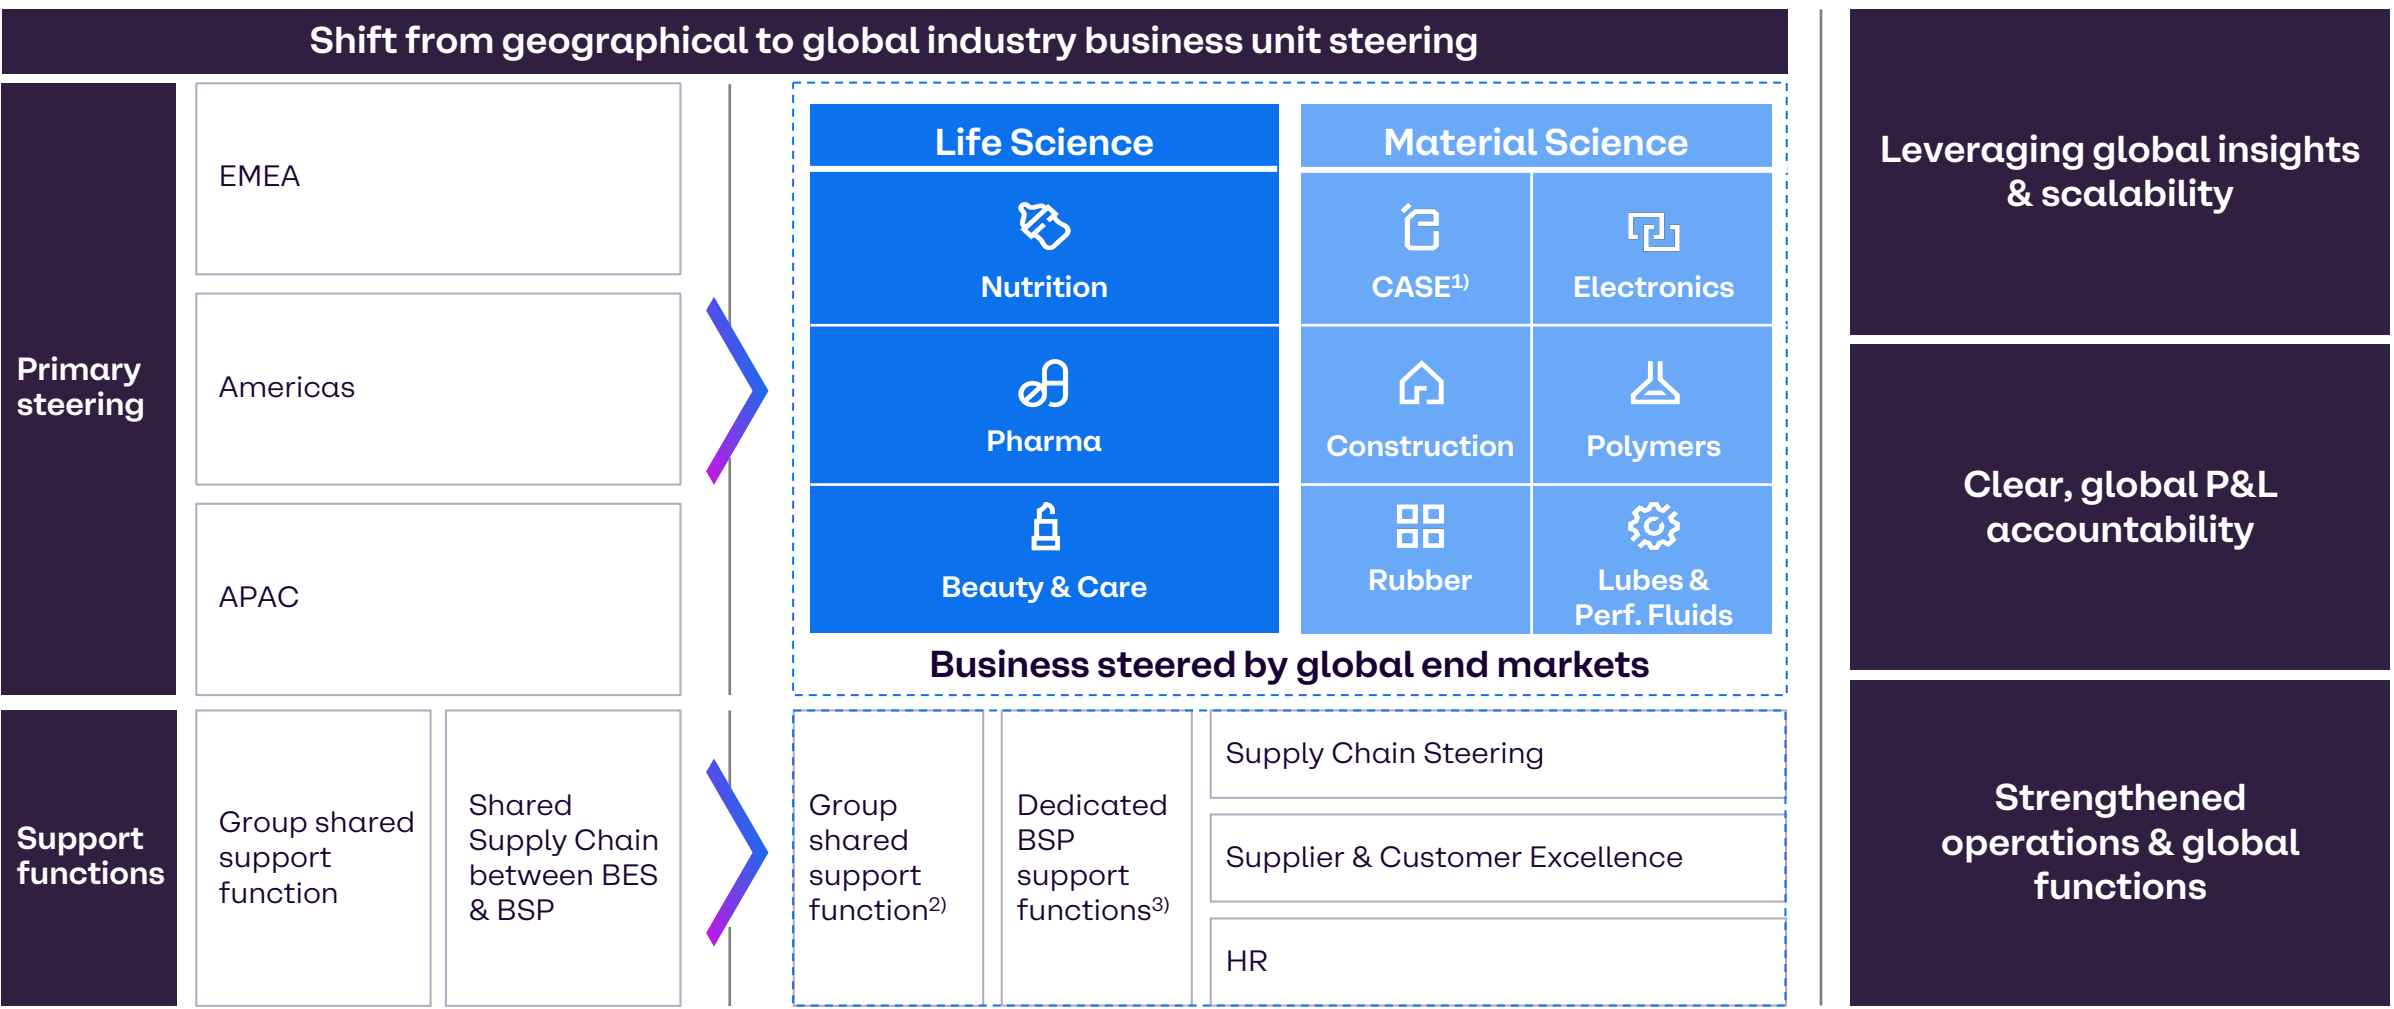 Shift from geographical to global industry business unit steering
Primary
steering
EMEA
Americas
APAC
Life Science
Nutrition
Pharma
Beauty & Care
Material Science
CASE1)
Electronics
Construction
Polymers
Rubber
Lubes &
Perf. Fluids
Business steered by global end markets
Support
functions
Group shared
support
function
Shared
Supply Chain
between BES
& BSP
Group
shared
support
function2)
Dedicated
BSP
support
functions3)
Supply Chain Steering
Supplier & Customer Excellence
HR
Leveraging global insights
& scalability
Clear, global P&L
accountability
Strengthened
operations & global
functions